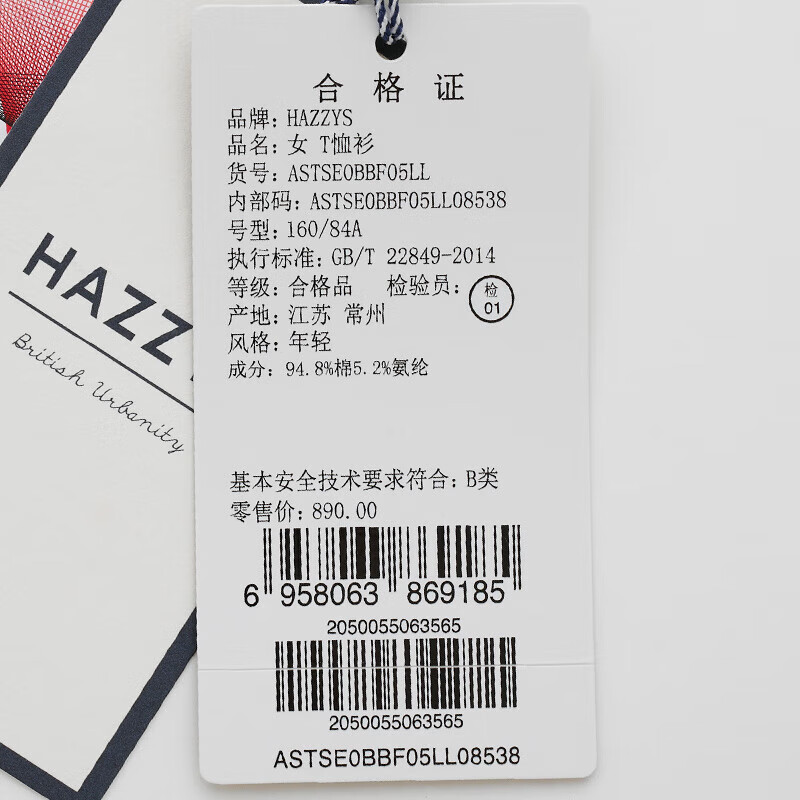 合格证
品牌: HAZZYS
品名: 女 T恤衫
货号: ASTSE0BBF05LL
内部码: ASTSE0BBF05LL08538
号型: 160/84A
执行标准: GB/T 22849-2014
等级: 合格品 检验员: 检 01
产地: 江苏 常州
风格: 年轻
成分: 94.8%棉5.2%氨纶
基本安全技术要求符合: B类
零售价: 890.00
6 958063 869185
2050055063565
2050055063565
ASTSE0BBF05LL08538
HAZZ
British Urbanity